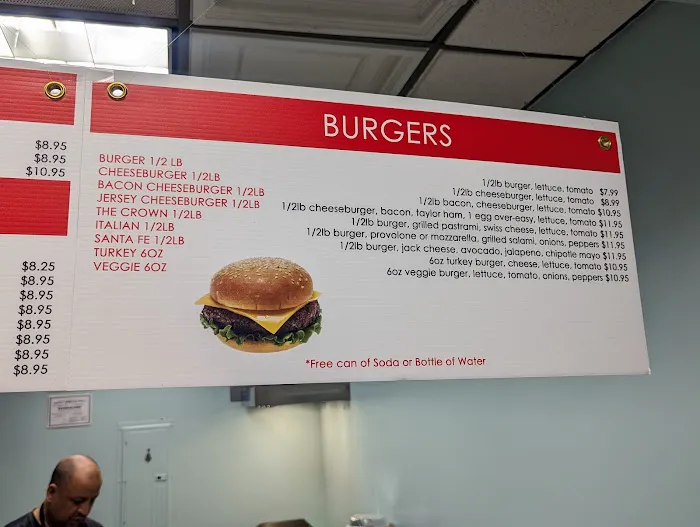 $8.95
$8.95
$10.95
$8.25
$8.95
$8.95
$8.95
$8.95
$8.95
$8.95
$8.95
BURGERS
BURGER 1/2 LB
CHEESEBURGER 1/2LB
BACON CHEESEBURGER 1/2LB
JERSEY CHEESEBURGER 1/2LB
THE CROWN 1/2LB
ITALIAN 1/2LB
SANTA FE 1/2LB
TURKEY 6OZ
VEGGIE 6OZ
1/2lb burger, lettuce, tomato $7.99
1/2lb cheeseburger, lettuce, tomato $8.99
1/2lb bacon, cheeseburger, lettuce, tomato $10.95
1/2lb cheeseburger, bacon, taylor ham, 1 egg over-easy, lettuce, tomato $11.95
1/2lb burger, grilled pastrami, swiss cheese, lettuce, tomato $11.95
1/2lb burger, provolone or mozzarella, grilled salami, onions, peppers $11.95
1/2lb burger, jack cheese, avocado, jalapeno, chipotle mayo $11.95
6oz turkey burger, cheese, lettuce, tomato $10.95
6oz veggie burger, lettuce, tomato, onions, peppers $10.95
*Free can of Soda or Bottle of Water